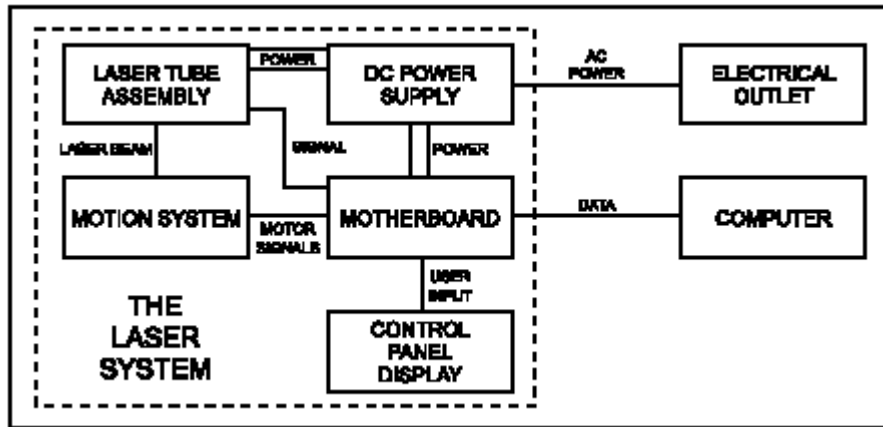 LASER TUBE
ASSEMBLY
POWER
DC POWER
SUPPLY
AC
POWER
ELECTRICAL
OUTLET
LASER BEAM
SIGNAL
POWER
MOTION SYSTEM
MOTOR
SIGNALS
MOTHERBOARD
DATA
COMPUTER
USER
INPUT
THE
LASER
SYSTEM
CONTROL
PANEL
DISPLAY